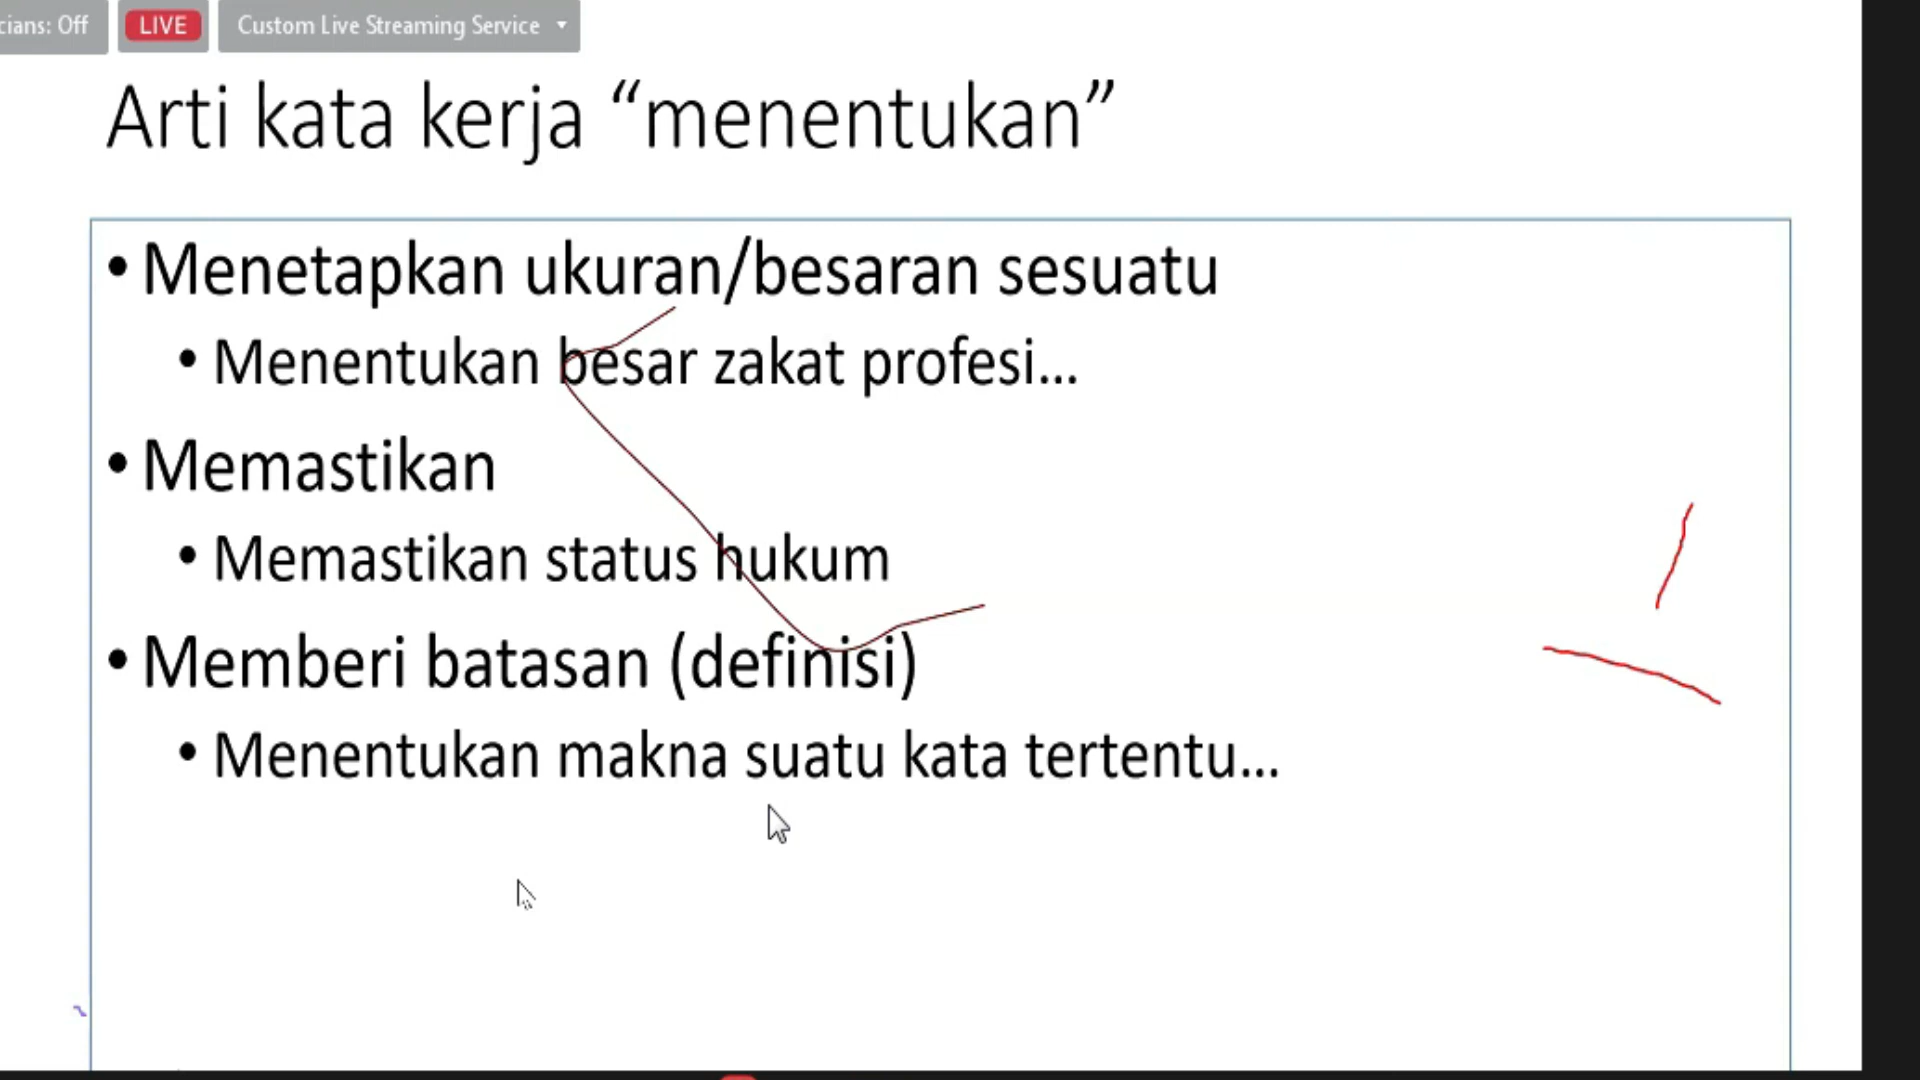 cians: Off LIVE Custom Live Streaming Service
Arti kata kerja “menentukan”
• Menetapkan ukuran/besaran sesuatu
• Menentukan besar zakat profesi...
• Memastikan
• Memastikan status hukum
• Memberi batasan (definisi)
• Menentukan makna suatu kata tertentu...